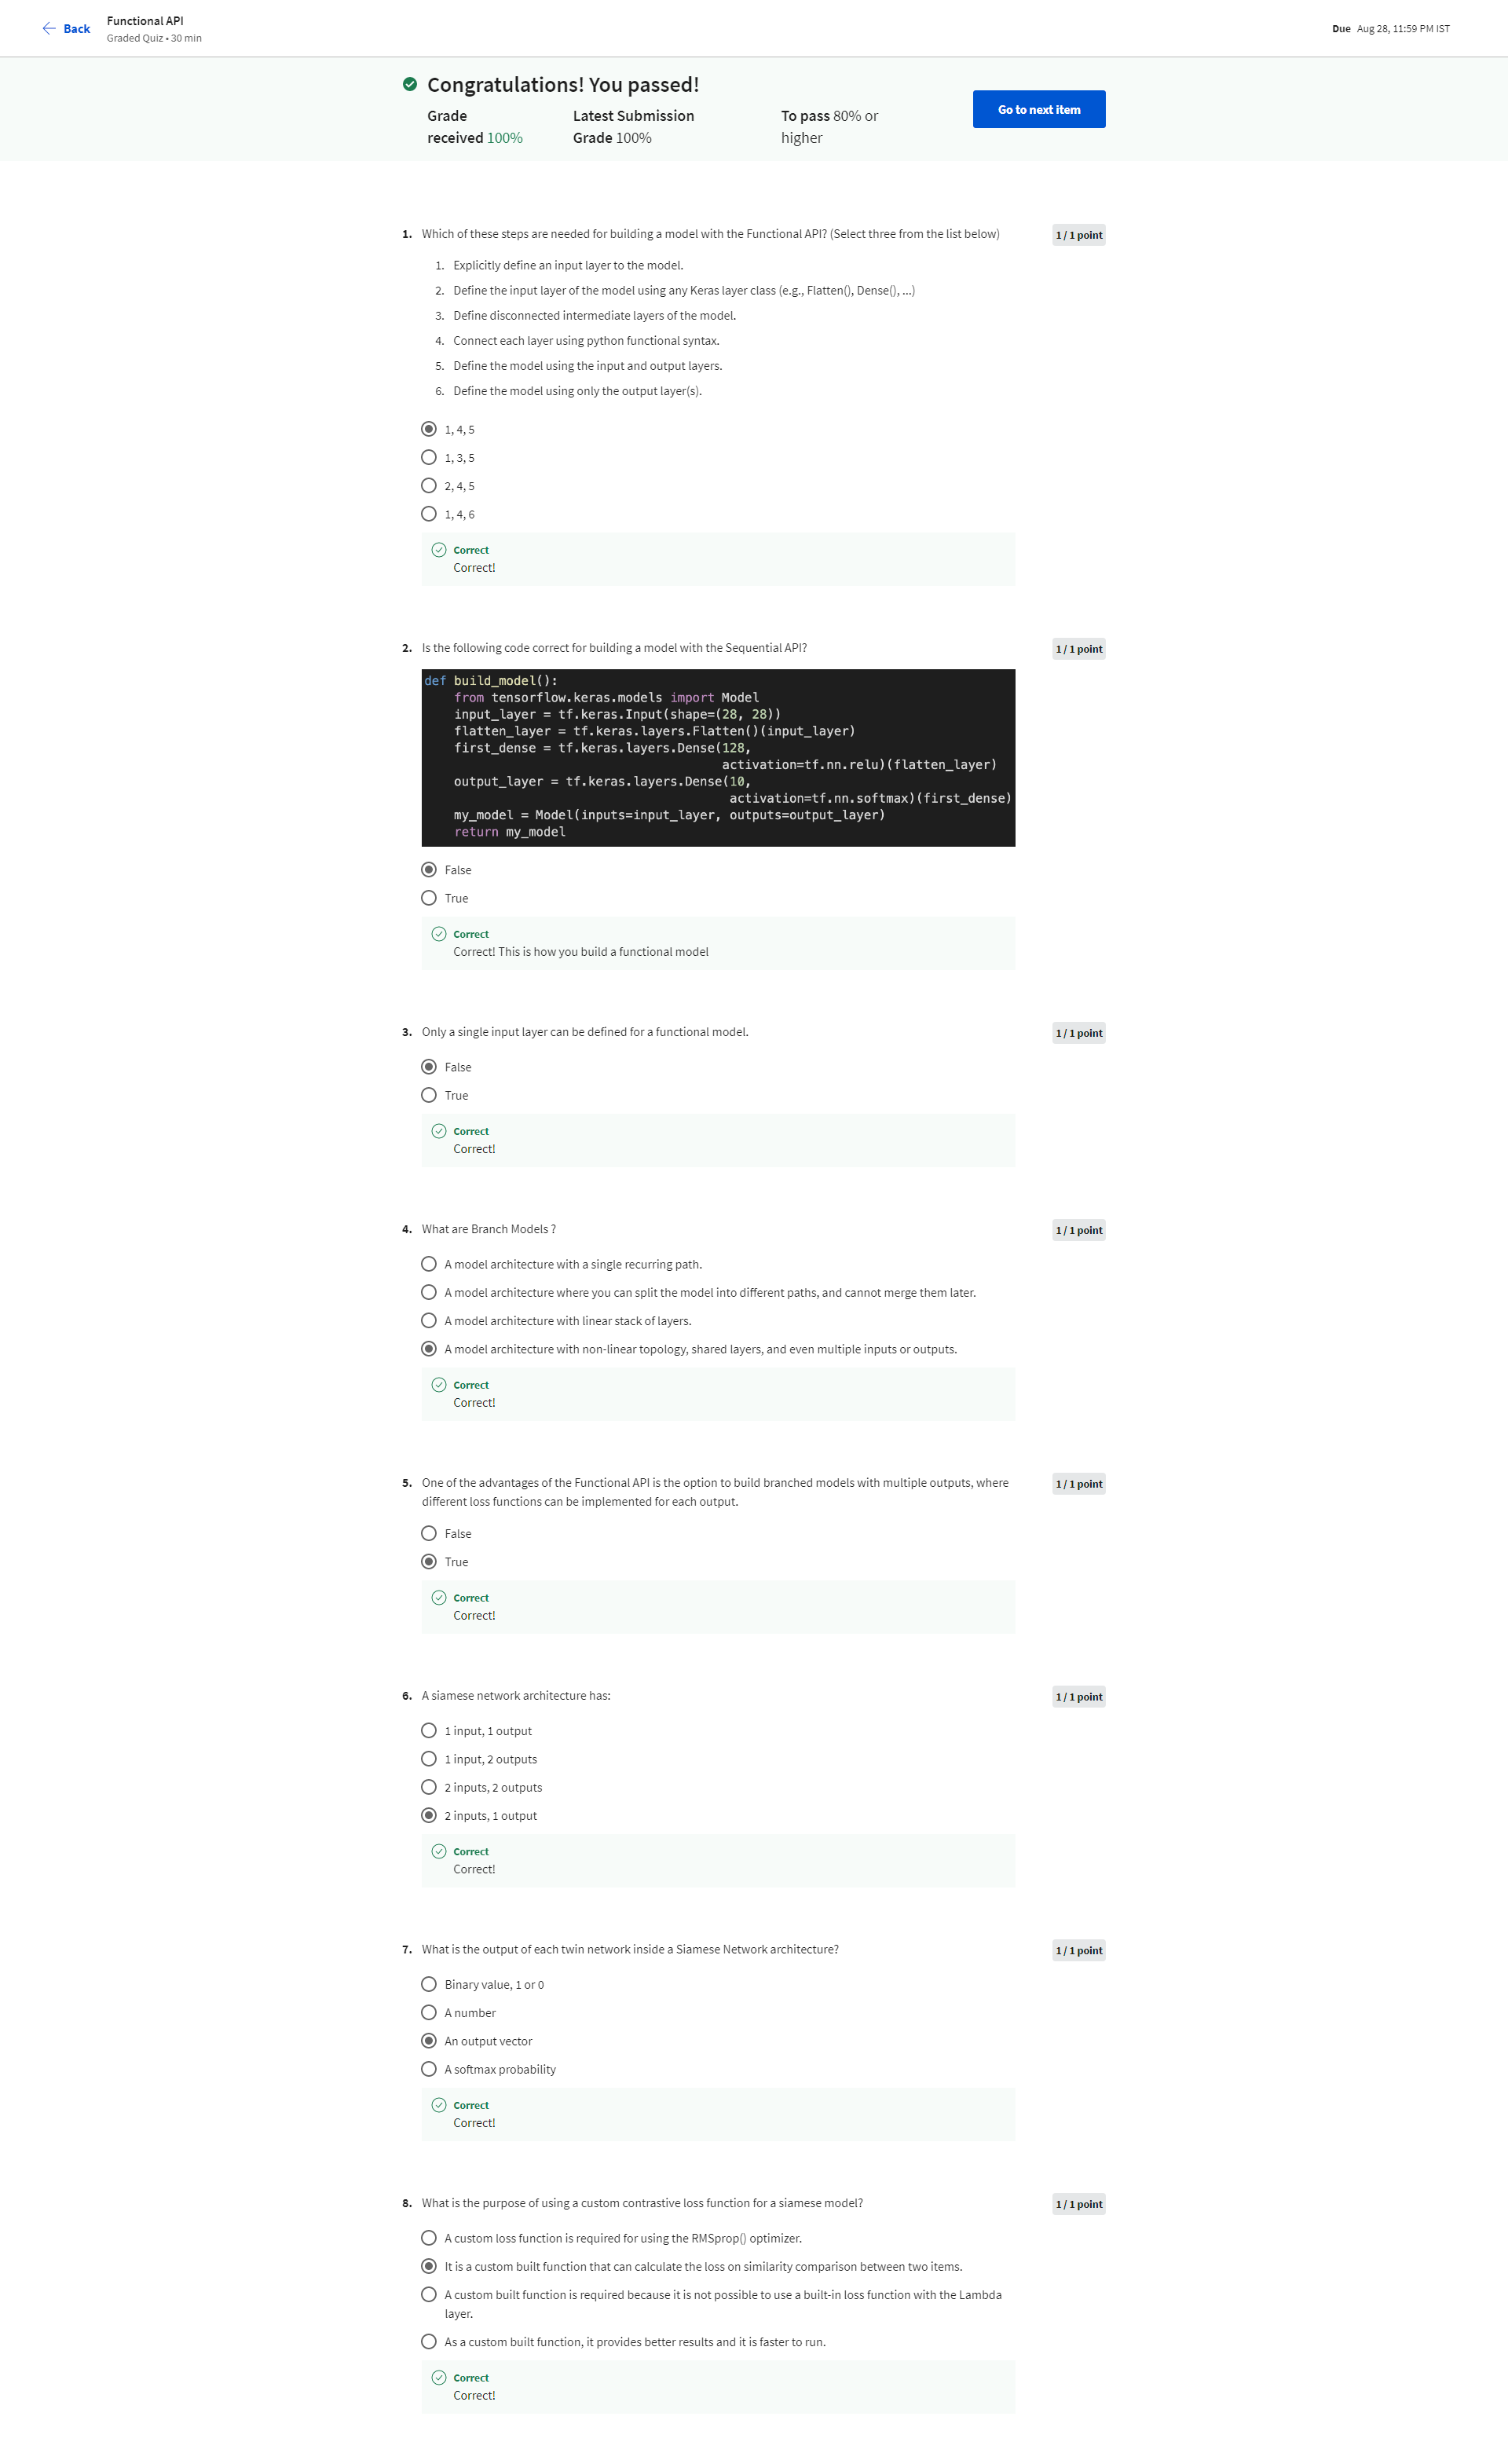 Back
Functional API
Graded Quiz • 30 min
Due Aug 28, 11:59 PM IST
Congratulations! You passed!
Grade
received 100%
Latest Submission
Grade 100%
To pass 80% or
higher
Go to next item
1. Which of these steps are needed for building a model with the Functional API? (Select three from the list below)
1 / 1 point
1. Explicitly define an input layer to the model.
2. Define the input layer of the model using any Keras layer class (e.g., Flatten(), Dense(), ...)
3. Define disconnected intermediate layers of the model.
4. Connect each layer using python functional syntax.
5. Define the model using the input and output layers.
6. Define the model using only the output layer(s).
1, 4, 5
1, 3, 5
2, 4, 5
1, 4, 6
Correct
Correct!
2. Is the following code correct for building a model with the Sequential API?
1 / 1 point
def build_model():
from tensorflow.keras.models import Model
input_layer = tf.keras.Input(shape=(28, 28))
flatten_layer = tf.keras.layers.Flatten()(input_layer)
first_dense = tf.keras.layers.Dense(128,
activation=tf.nn.relu)(flatten_layer)
output_layer = tf.keras.layers.Dense(10,
activation=tf.nn.softmax)(first_dense)
my_model = Model(inputs=input_layer, outputs=output_layer)
return my_model
False
True
Correct
Correct! This is how you build a functional model
3. Only a single input layer can be defined for a functional model.
1 / 1 point
False
True
Correct
Correct!
4. What are Branch Models ?
1 / 1 point
A model architecture with a single recurring path.
A model architecture where you can split the model into different paths, and cannot merge them later.
A model architecture with linear stack of layers.
A model architecture with non-linear topology, shared layers, and even multiple inputs or outputs.
Correct
Correct!
5. One of the advantages of the Functional API is the option to build branched models with multiple outputs, where
different loss functions can be implemented for each output.
1 / 1 point
False
True
Correct
Correct!
6. A siamese network architecture has:
1 / 1 point
1 input, 1 output
1 input, 2 outputs
2 inputs, 2 outputs
2 inputs, 1 output
Correct
Correct!
7. What is the output of each twin network inside a Siamese Network architecture?
1 / 1 point
Binary value, 1 or 0
A number
An output vector
A softmax probability
Correct
Correct!
8. What is the purpose of using a custom contrastive loss function for a siamese model?
1 / 1 point
A custom loss function is required for using the RMSprop() optimizer.
It is a custom built function that can calculate the loss on similarity comparison between two items.
A custom built function is required because it is not possible to use a built-in loss function with the Lambda
layer.
As a custom built function, it provides better results and it is faster to run.
Correct
Correct!